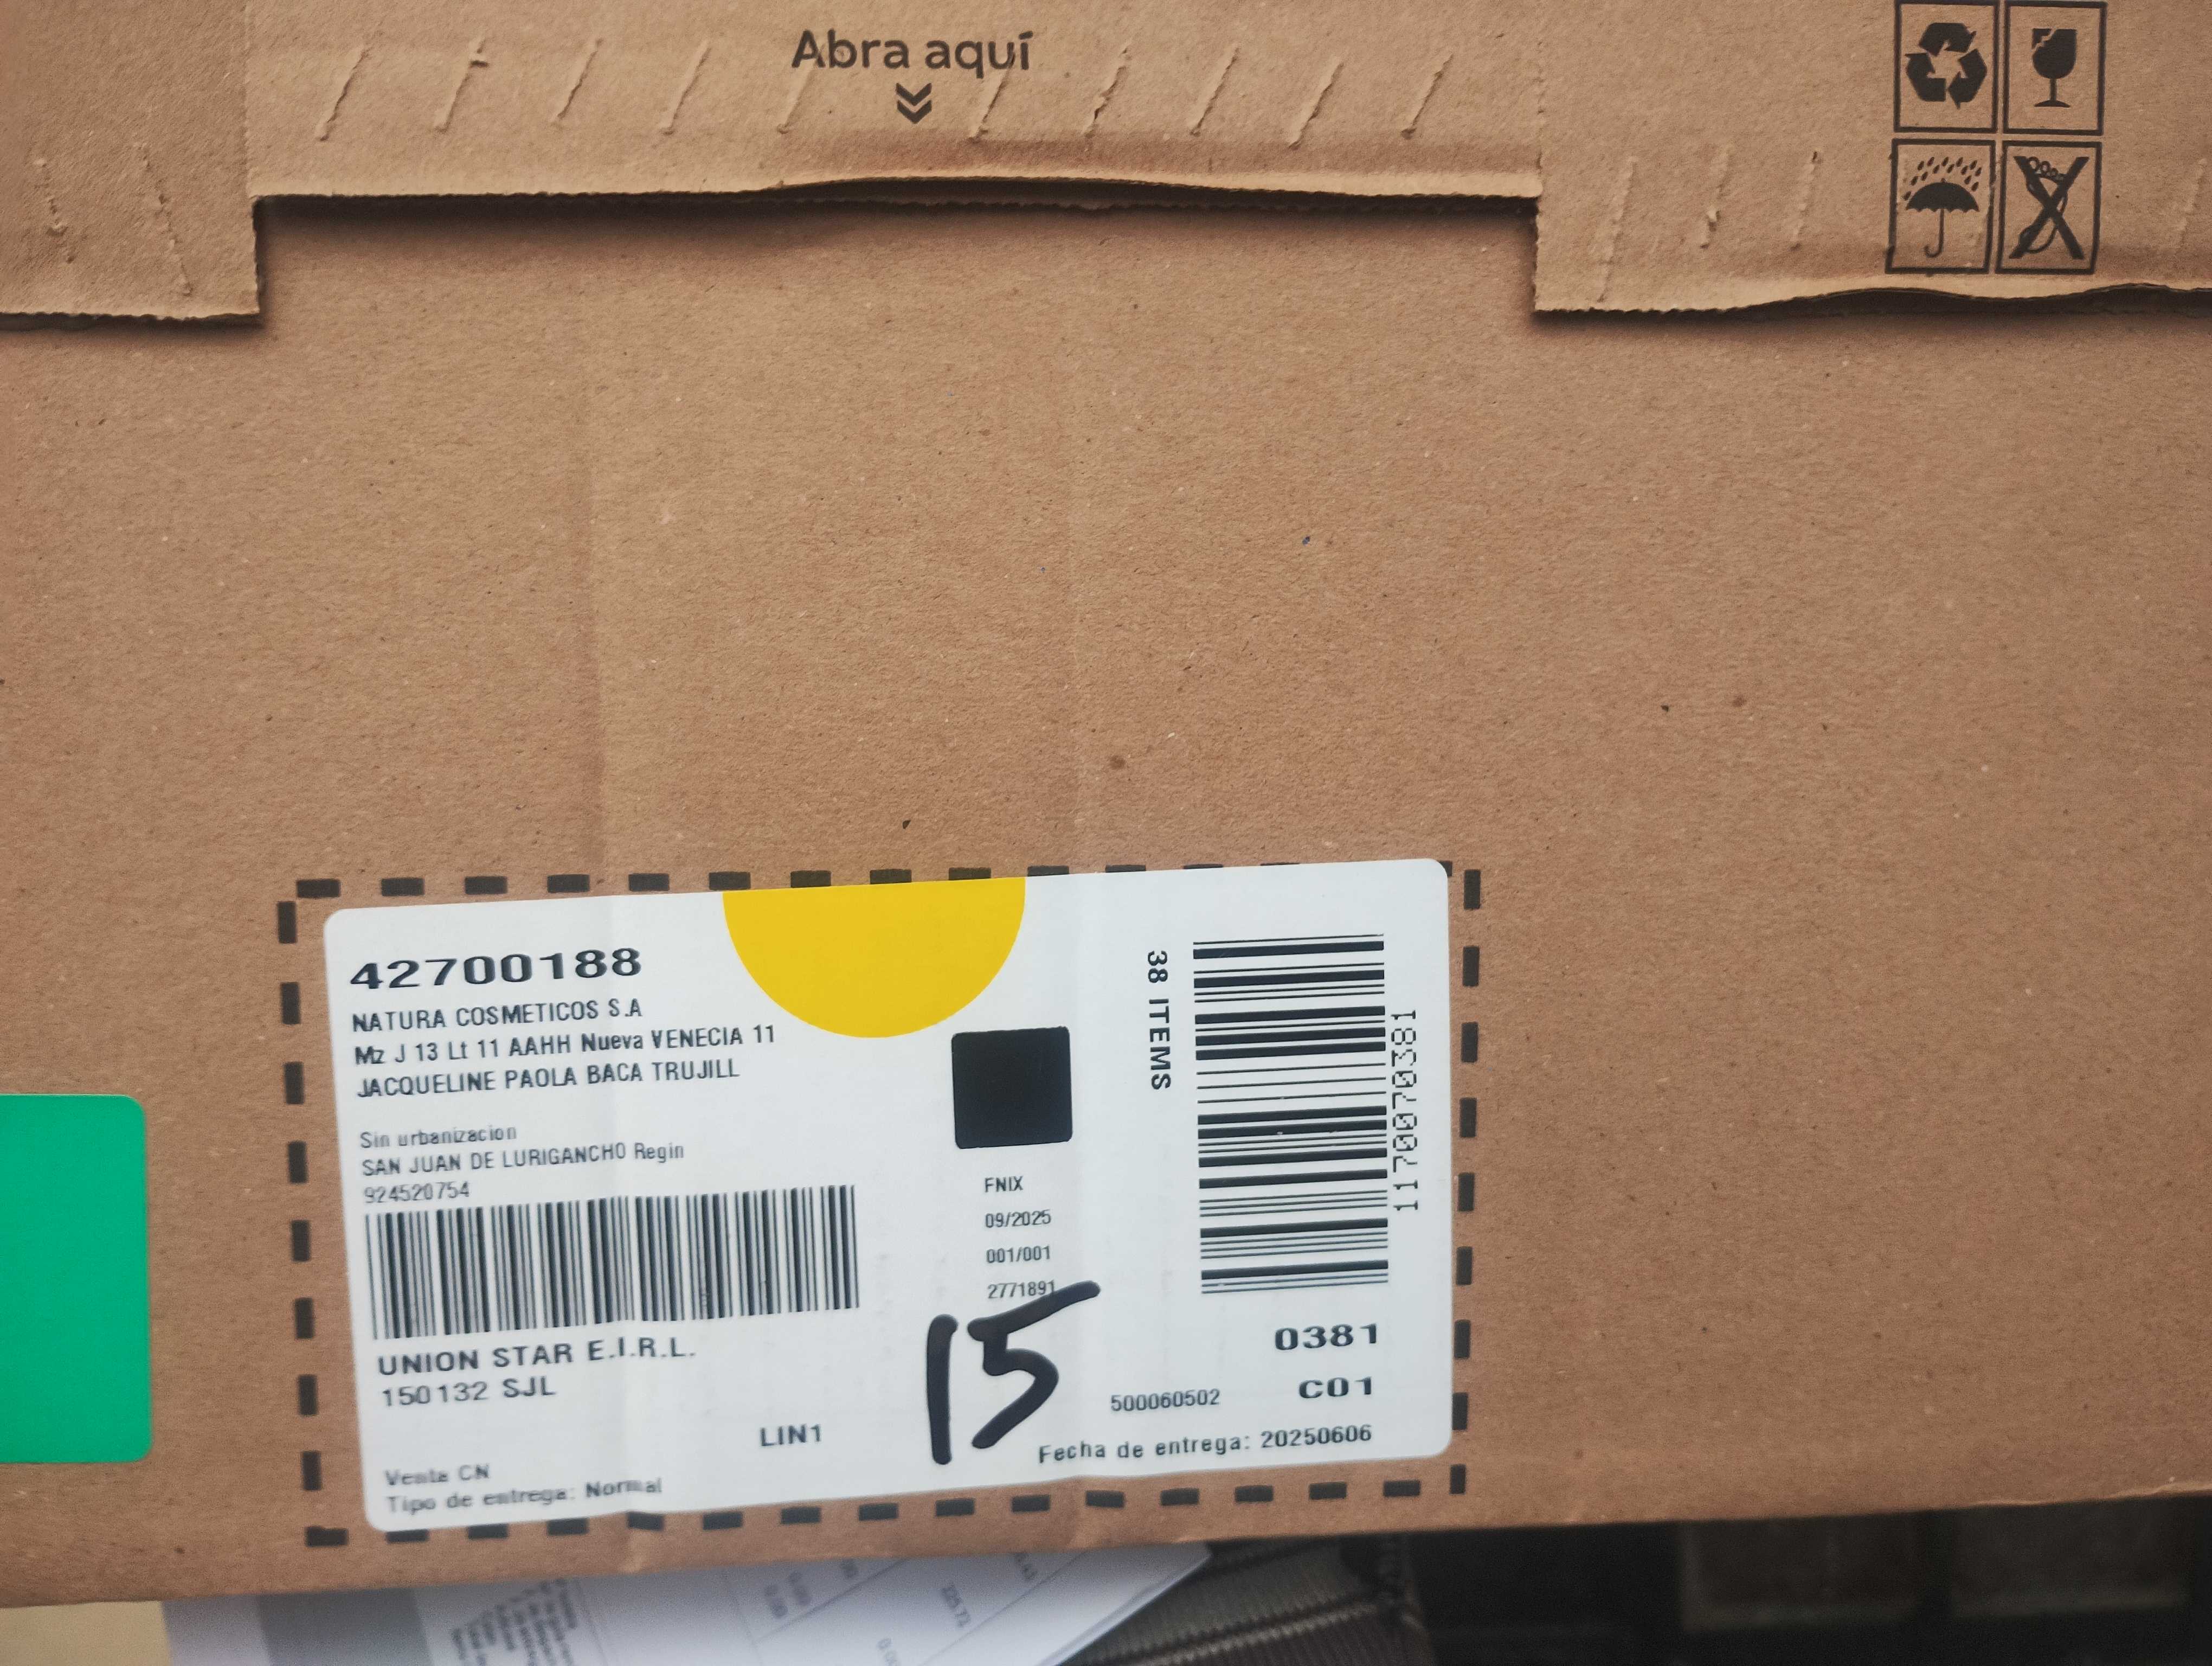 Abra aquí
42700188
NATURA COSMETICOS S.A
Mz J 13 Lt 11 AAHH Nueva VENECIA 11
JACQUELINE PAOLA BACA TRUJILL
Sin urbanizacion
SAN JUAN DE LURIGANCHO Regin
924520754
UNION STAR E.I.R.L.
150132 SJL
LIN1
Venta CN
Tipo de entrega: Normal
FNIX
09/2025
001/001
2771891
15
38 ITEMS
1170070381
0381
500060502 C01
Fecha de entrega: 20250606